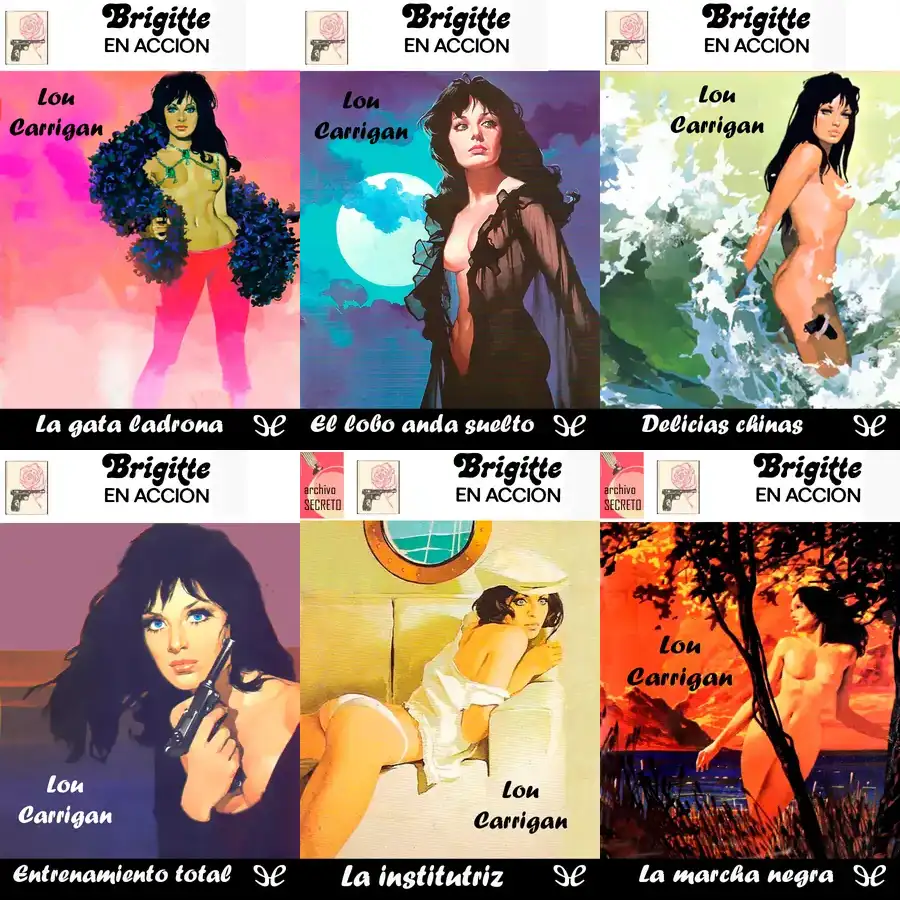 Brigitte
EN ACCION
Lou
Carrigan
La gata ladrona
Brigitte
EN ACCION
Lou
Carrigan
El lobo anda suelto
Brigitte
EN ACCION
Lou
Carrigan
Delicias chinas
Brigitte
EN ACCION
Lou
Carrigan
Entrenamiento total
archivo
SECRETO
Brigitte
EN ACCION
Lou
Carrigan
La institutriz
archivo
SECRETO
Brigitte
EN ACCION
Lou
Carrigan
La marcha negra